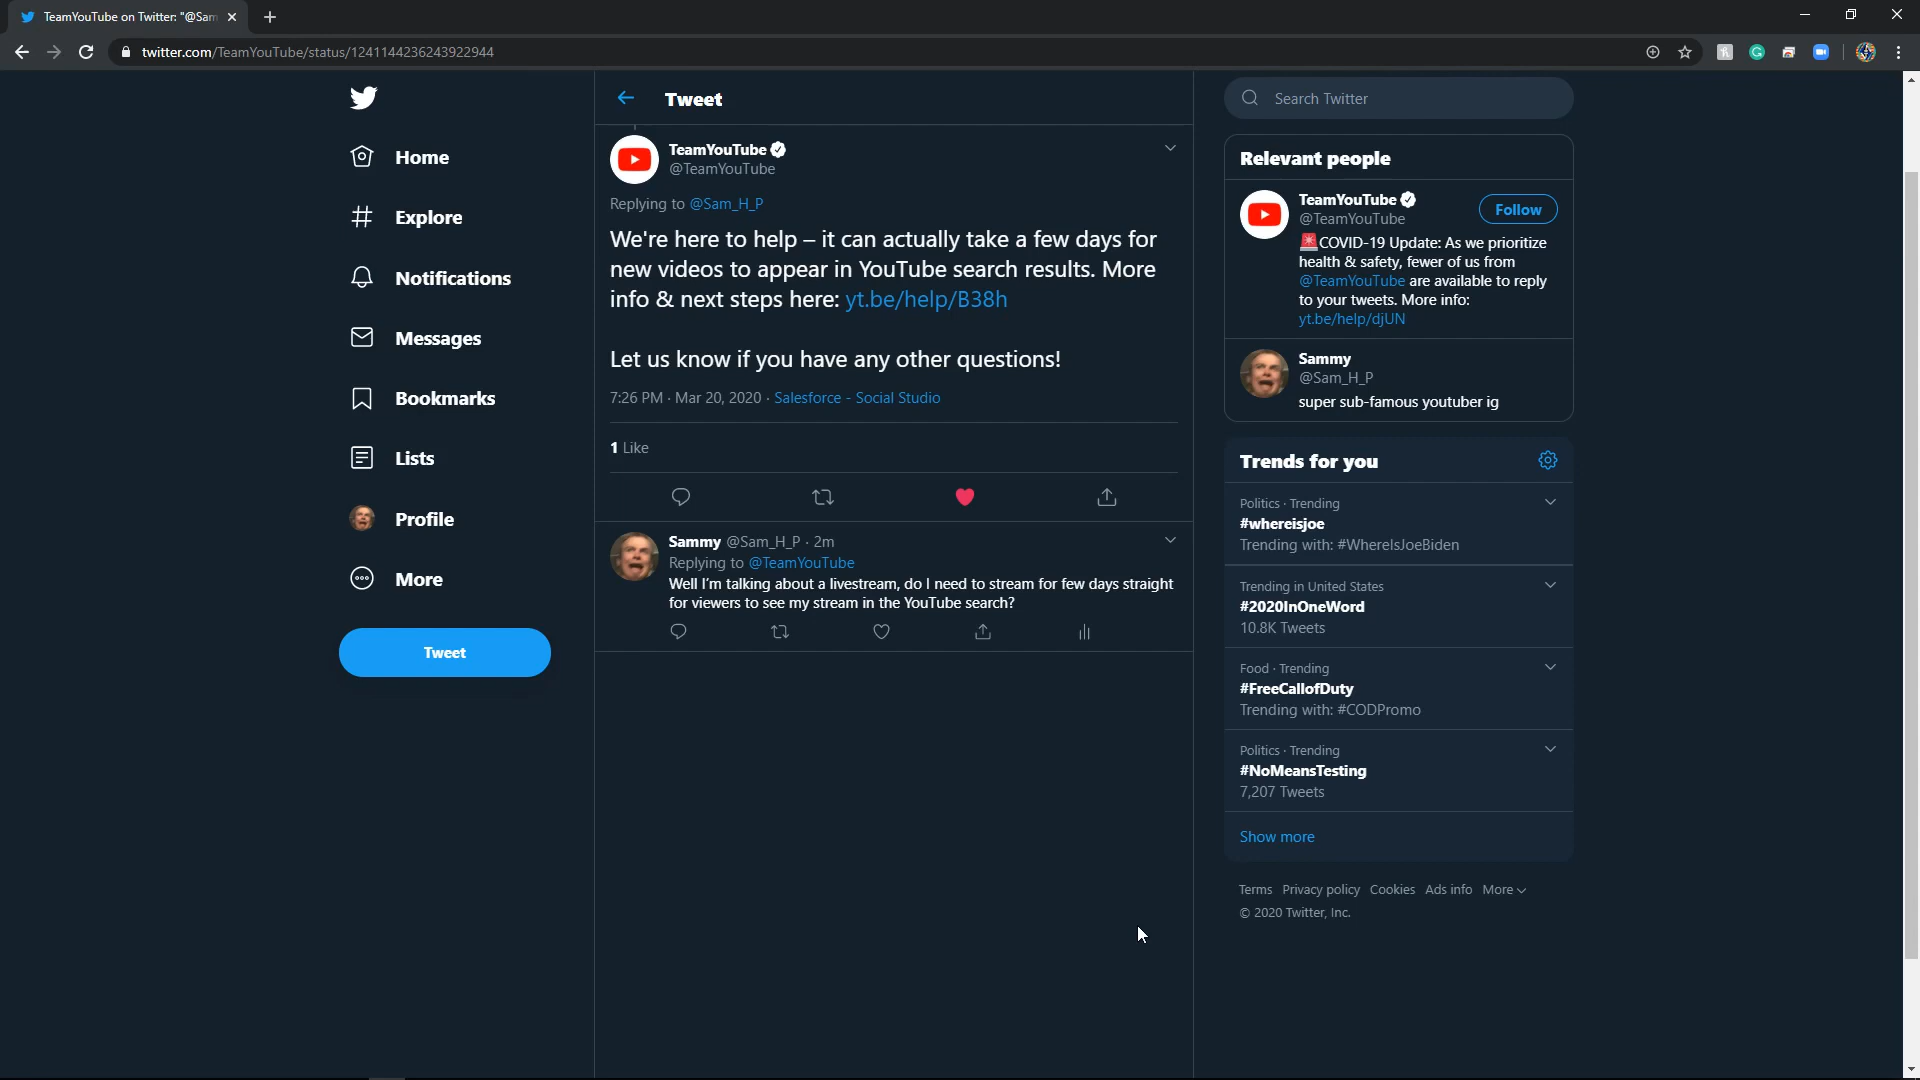 TeamYouTube on Twitter: "@Sam
twitter.com/TeamYouTube/status/1241144236243922944
Home
Explore
Notifications
Messages
Bookmarks
Lists
Profile
More
Tweet
Tweet
TeamYouTube
@TeamYouTube
Replying to @Sam_H_P
We're here to help – it can actually take a few days for
new videos to appear in YouTube search results. More
info & next steps here: yt.be/help/B38h
Let us know if you have any other questions!
7:26 PM · Mar 20, 2020 · Salesforce - Social Studio
1 Like
Sammy @Sam_H_P · 2m
Replying to @TeamYouTube
Well I'm talking about a livestream, do I need to stream for few days straight
for viewers to see my stream in the YouTube search?
Search Twitter
Relevant people
TeamYouTube
@TeamYouTube
Follow
COVID-19 Update: As we prioritize
health & safety, fewer of us from
@TeamYouTube are available to reply
to your tweets. More info:
yt.be/help/djUN
Sammy
@Sam_H_P
super sub-famous youtuber ig
Trends for you
Politics · Trending
#whereisjoe
Trending with: #WhereIsJoeBiden
Trending in United States
#2020InOneWord
10.8K Tweets
Food · Trending
#FreeCallofDuty
Trending with: #CODPromo
Politics · Trending
#NoMeansTesting
7,207 Tweets
Show more
Terms Privacy policy Cookies Ads info More
© 2020 Twitter, Inc.